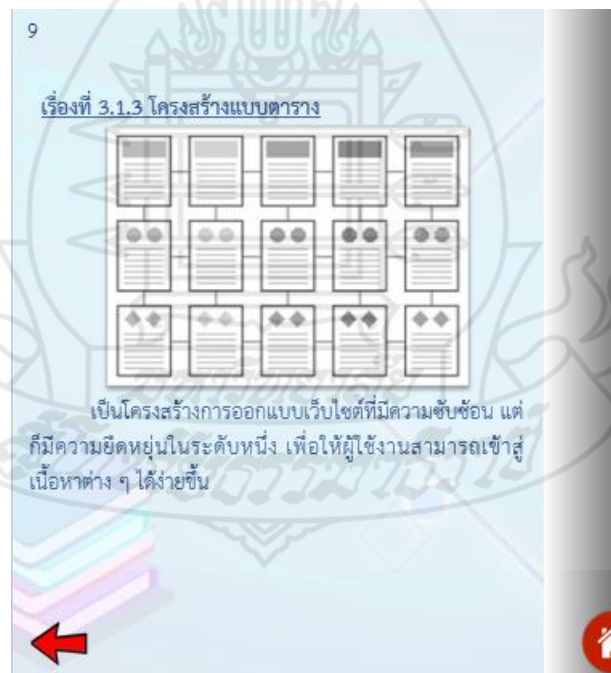 9
เรื่องที่ 3.1.3 โครงสร้างแบบตาราง
เป็นโครงสร้างการออกแบบเว็บไซต์ที่มีความซับซ้อน แต่
ก็มีความยืดหยุ่นในระดับหนึ่ง เพื่อให้ผู้ใช้งานสามารถเข้าสู่
เนื้อหาต่าง ๆ ได้ง่ายขึ้น